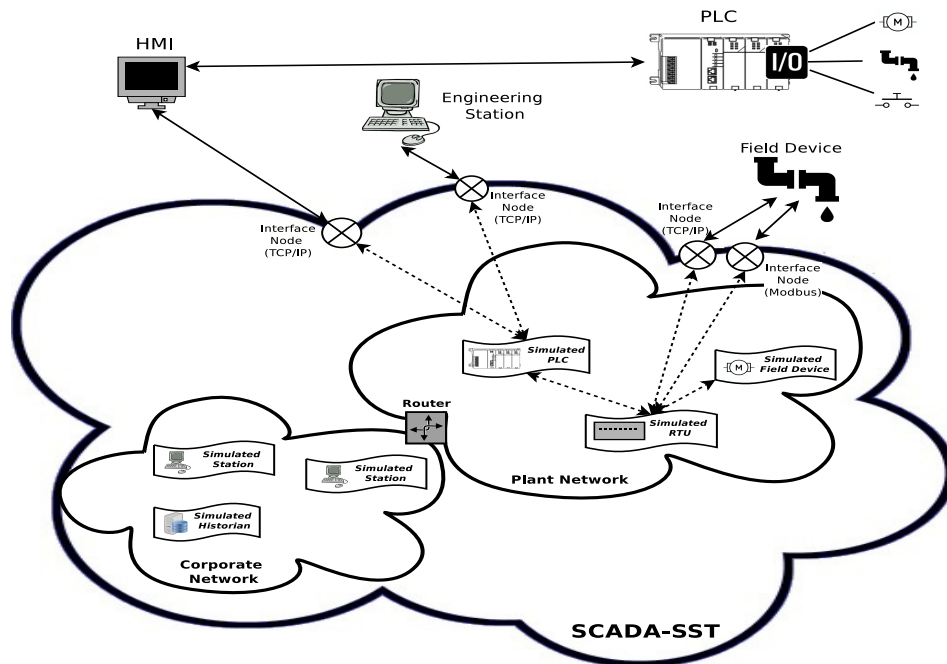 PLC
HMI
M
I/O
Engineering
Station
Field Device
Interface
Node
(TCP/IP)
Interface
Node
(TCP/IP)
Interface
Node
(TCP/IP)
Interface
Node
(Modbus)
Simulated
PLC
M
Simulated
Field Device
Router
Simulated
RTU
Simulated
Station
Simulated
Station
Plant Network
Simulated
Historian
Corporate
Network
SCADA-SST